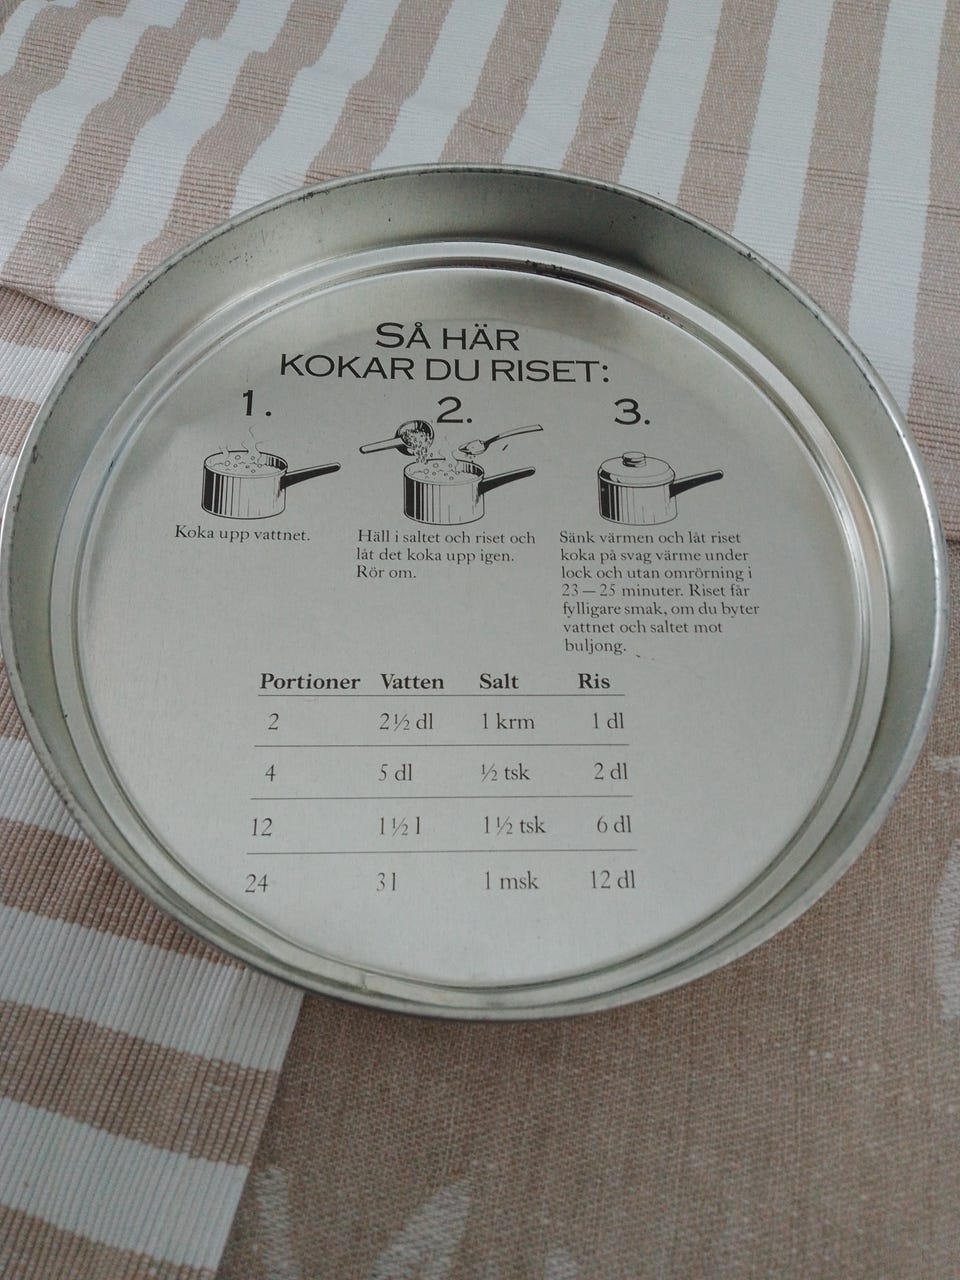 SÅ HÄR
KOKAR DU RISET:
1.
Koka upp vattnet.
2.
Häll i saltet och riset och
låt det koka upp igen.
Rör om.
3.
Sänk värmen och låt riset
koka på svag värme under
lock och utan omrörning i
23 – 25 minuter. Riset får
fylligare smak, om du byter
vattnet och saltet mot
buljong.
Portioner Vatten Salt Ris
2 2½ dl 1 krm 1 dl
4 5 dl ½ tsk 2 dl
12 1½ l 1½ tsk 6 dl
24 3 l 1 msk 12 dl